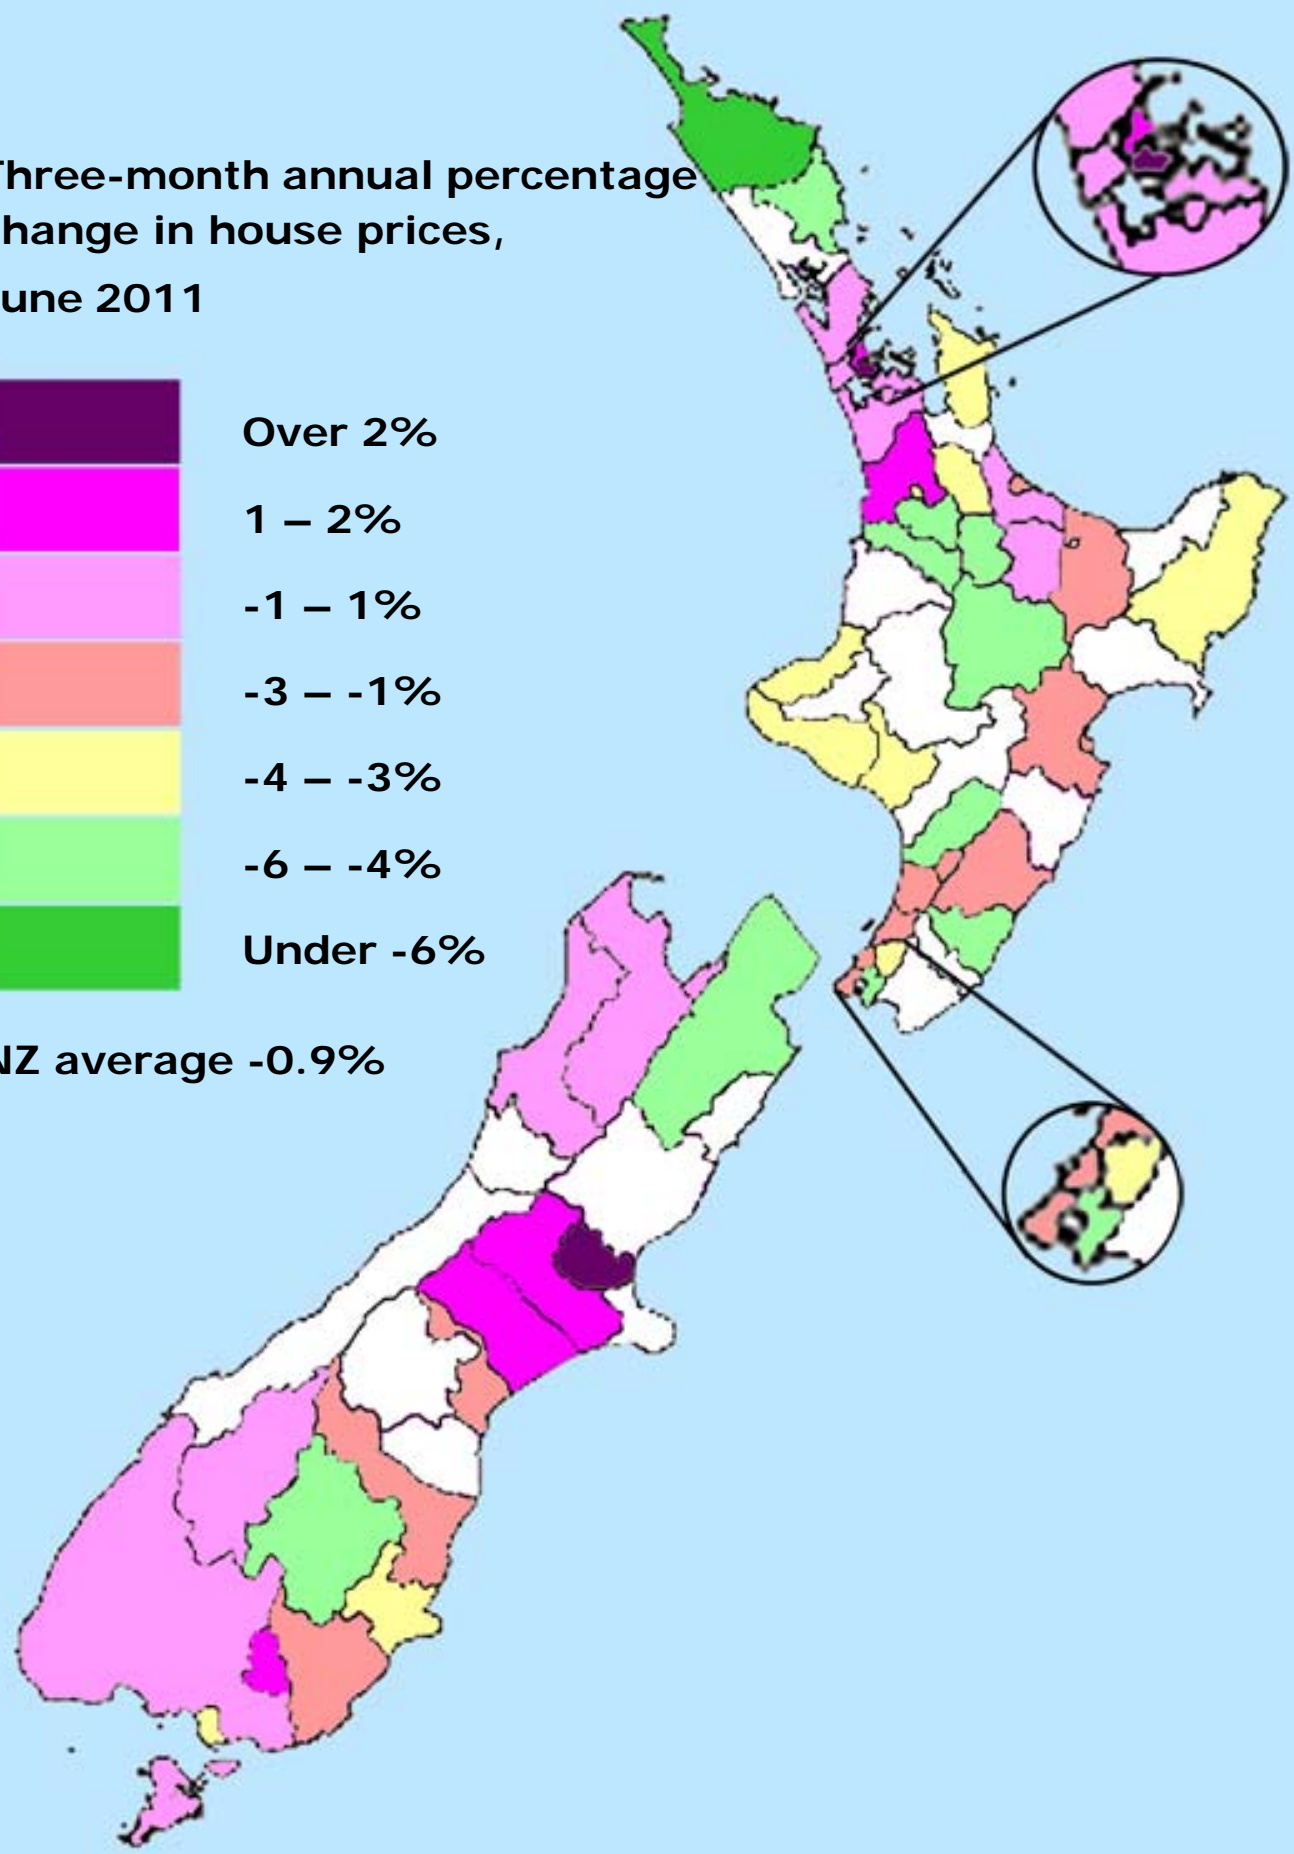 Three-month annual percentage
hange in house prices,
une 2011
Over 2%
1 – 2%
-1 – 1%
-3 – -1%
-4 – -3%
-6 – -4%
Under -6%
NZ average -0.9%